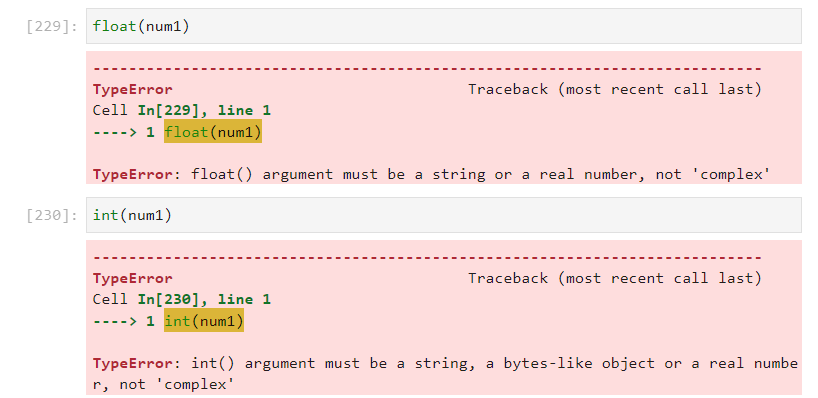 [229]: float(num1)
---------------------------------------------------------------------------
TypeError                                 Traceback (most recent call last)
Cell In[229], line 1
----> 1 float(num1)

TypeError: float() argument must be a string or a real number, not 'complex'
[230]: int(num1)
---------------------------------------------------------------------------
TypeError                                 Traceback (most recent call last)
Cell In[230], line 1
----> 1 int(num1)

TypeError: int() argument must be a string, a bytes-like object or a real numbe
r, not 'complex'